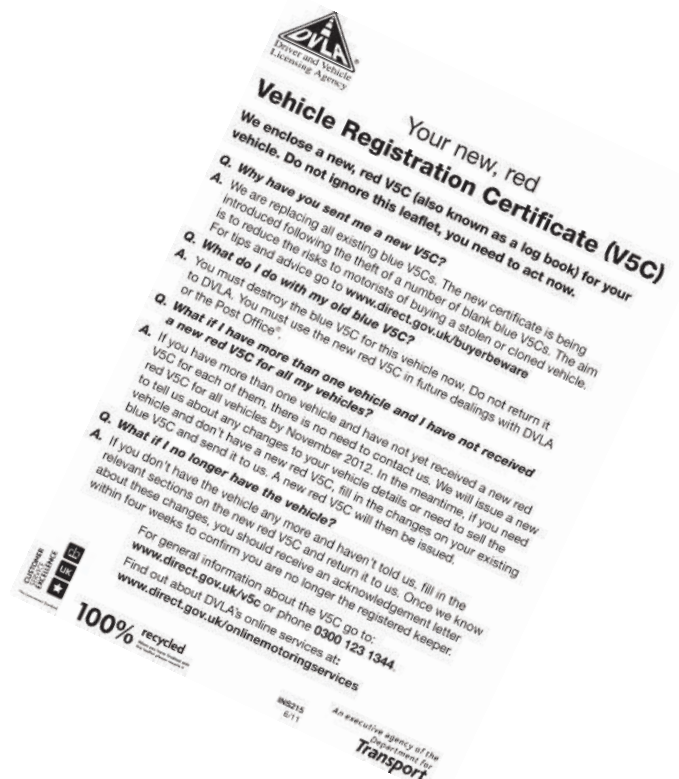 DVLA®
Driver and Vehicle
Licensing Agency
Your new, red
Vehicle Registration Certificate (V5C)
We enclose a new, red V5C (also known as a log book) for your
vehicle. Do not ignore this leaflet, you need to act now.
Q. Why have you sent me a new V5C?
A. We are replacing all existing blue V5Cs. The new certificate is being
introduced following the theft of a number of blank blue V5Cs. The aim
is to reduce the risks to motorists of buying a stolen or cloned vehicle.
For tips and advice go to www.direct.gov.uk/buyerbeware
Q. What do I do with my old blue V5C?
A. You must destroy the blue V5C for this vehicle now. Do not return it
to DVLA. You must use the new red V5C in future dealings with DVLA
or the Post Office®.
Q. What if I have more than one vehicle and I have not received
a new red V5C for all my vehicles?
A. If you have more than one vehicle and have not yet received a new red
V5C for each of them, there is no need to contact us. We will issue a new
red V5C for all vehicles by November 2012. In the meantime, if you need
to tell us about any changes to your vehicle details or need to sell the
vehicle and don't have a new red V5C, fill in the changes on your existing
blue V5C and send it to us. A new red V5C will then be issued.
Q. What if I no longer have the vehicle?
A. If you don't have the vehicle any more and haven't told us, fill in the
relevant sections on the new red V5C and return it to us. Once we know
about these changes, you should receive an acknowledgement letter
within four weeks to confirm you are no longer the registered keeper.
For general information about the V5C go to:
www.direct.gov.uk/v5c or phone 0300 123 1344.
Find out about DVLA's online services at:
www.direct.gov.uk/onlinemotoringservices
CUSTOMER
SERVICE
EXCELLENCE
UK
100% recycled
INS215
6/11
An executive agency of the
Department for
Transport